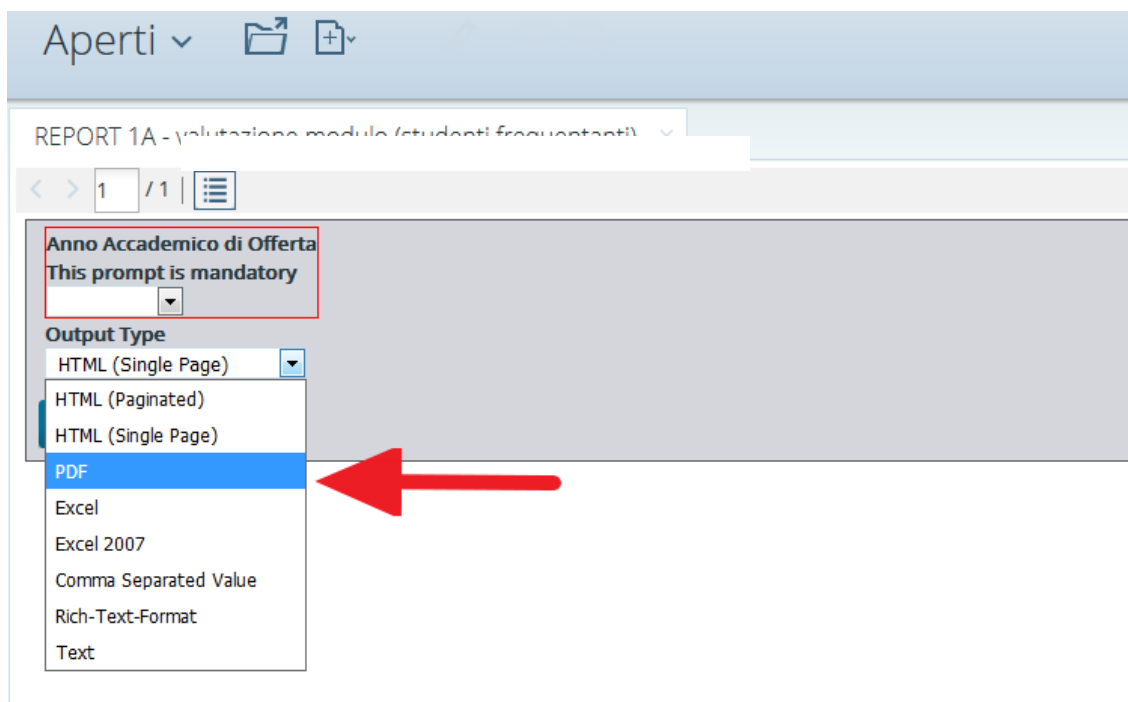 Aperti
REPORT 1A - valutazione modulo (studenti frequentanti)
1 / 1
Anno Accademico di Offerta
This prompt is mandatory
Output Type
HTML (Single Page)
HTML (Paginated)
HTML (Single Page)
PDF
Excel
Excel 2007
Comma Separated Value
Rich-Text-Format
Text